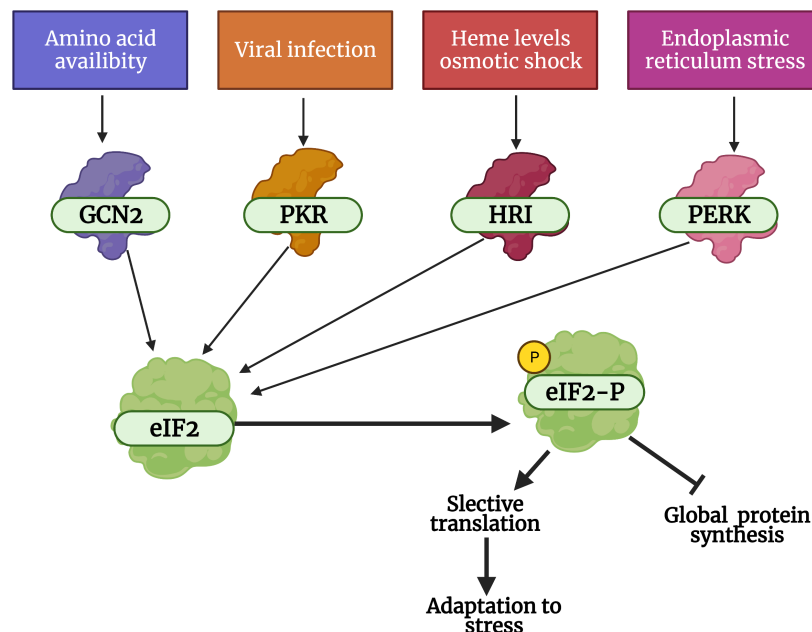 Amino acid
availibity
Viral infection
Heme levels
osmotic shock
Endoplasmic
reticulum stress
GCN2
PKR
HRI
PERK
P
eIF2-P
eIF2
Slective
translation
Global protein
synthesis
Adaptation to
stress